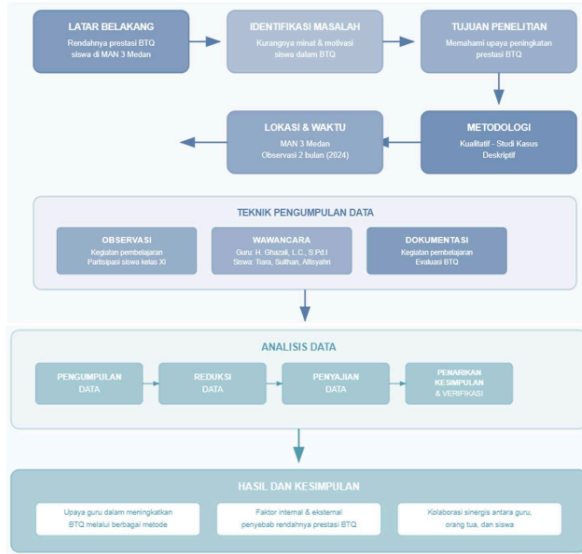 LATAR BELAKANG
Rendahnya prestasi BTQ
siswa di MAN 3 Medan
IDENTIFIKASI MASALAH
Kurangnya minat & motivasi
siswa dalam BTQ
TUJUAN PENELITIAN
Memahami upaya peningkatan
prestasi BTQ
LOKASI & WAKTU
MAN 3 Medan
Observasi 2 bulan (2024)
METODOLOGI
Kualitatif - Studi Kasus
Deskriptif
TEKNIK PENGUMPULAN DATA
OBSERVASI
Kegiatan pembelajaran
Partisipasi siswa kelas XI
WAWANCARA
Guru: H. Ghazali, L.C., S.Pd.I
Siswa: Tiara, Sulthan, Alfisyahri
DOKUMENTASI
Kegiatan pembelajaran
Evaluasi BTQ
ANALISIS DATA
PENGUMPULAN
DATA
REDUKSI
DATA
PENYAJIAN
DATA
PENARIKAN
KESIMPULAN
& VERIFIKASI
HASIL DAN KESIMPULAN
Upaya guru dalam meningkatkan
BTQ melalui berbagai metode
Faktor internal & eksternal
penyebab rendahnya prestasi BTQ
Kolaborasi sinergis antara guru,
orang tua, dan siswa